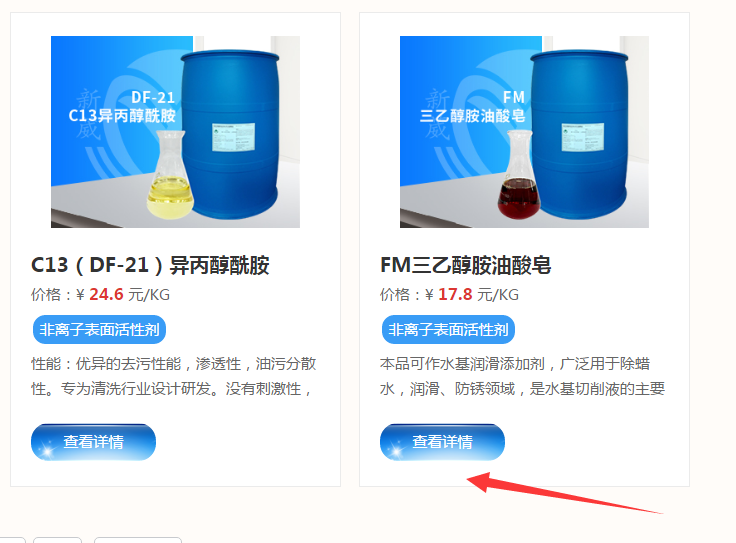 新威
DF-21
C13异丙醇酰胺
C13（DF-21）异丙醇酰胺
价格：¥ 24.6 元/KG
非离子表面活性剂
性能：优异的去污性能，渗透性，油污分散
性。专为清洗行业设计研发。没有刺激性，
查看详情
新威
FM
三乙醇胺油酸皂
FM三乙醇胺油酸皂
价格：¥ 17.8 元/KG
非离子表面活性剂
本品可作水基润滑添加剂，广泛用于除蜡
水，润滑、防锈领域，是水基切削液的主要
查看详情